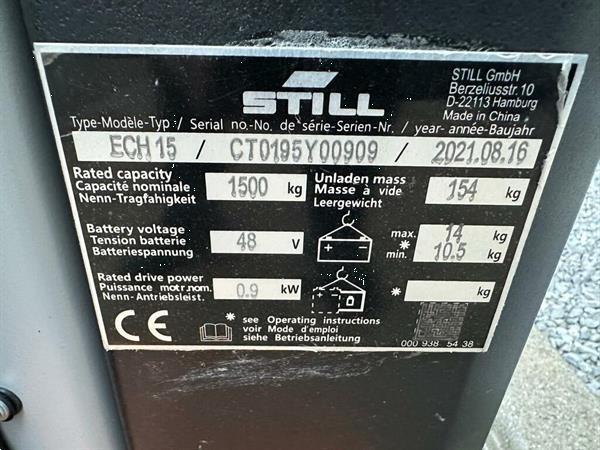 STILL
STILL GmbH
Berzeliusstr.10
D-22113 Hamburg
Made in China
Type-Modèle-Typ / Serial no.-No. de série-Serien-Nr. / year- année-Baujahr
ECH 15 / CT0195Y00909 / 2021.08.16
Rated capacity
Capacité nominale
Nenn-Tragfähigkeit
1500 kg
Unladen mass
Masse à vide
Leergewicht
154 kg
Battery voltage
Tension batterie
Batteriespannung
48 V
max. 14 kg
* min. 10.5 kg
Rated drive power
Puissance motr.nom.
Nenn-Antriebsleist.
0.9 kW
* kg
CE
* see Operating instructions
voir Mode d'emploi
siehe Betriebsanleitung
000 938 54 38